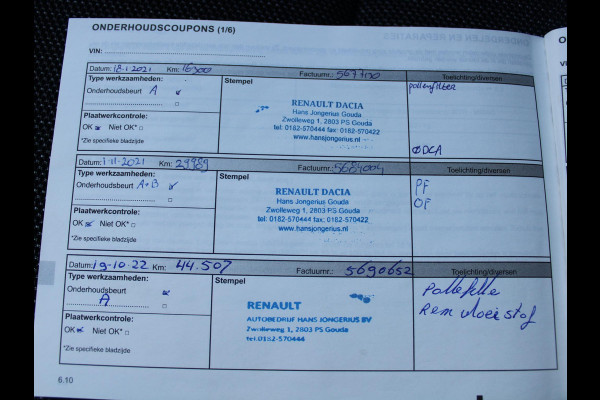 ONDERHOUDSCOUPONS (1/6)
VIN:
Datum: 18-1-2021 Km: 16300 Factuurnr.: 5677100
Type werkzaamheden: Stempel Toelichting/diversen
Onderhoudsbeurt A pollenfilter
RENAULT DACIA
Hans Jongerius Gouda
Zwolleweg 1, 2803 PS Gouda
Plaatwerkcontrole: tel: 0182-570444 fax: 0182-570422
OK Niet OK* www.hansjongerius.nl
*Zie specifieke bladzijde ØDCA
Datum: 1-11-2021 Km: 29989 Factuurnr.:
Type werkzaamheden: Stempel Toelichting/diversen
Onderhoudsbeurt A+B PF
RENAULT DACIA OF
Hans Jongerius Gouda
Zwolleweg 1, 2803 PS Gouda
Plaatwerkcontrole: tel: 0182-570444 fax: 0182-570422
OK Niet OK* www.hansjongerius.nl
*Zie specifieke bladzijde
Datum: 19-10-22 Km: 44.507 Factuurnr.: 5690652
Type werkzaamheden: Stempel Toelichting/diversen
Onderhoudsbeurt
A
RENAULT Rem vloeistof
AUTOBEDRIJF HANS JONGERIUS BV
Plaatwerkcontrole: Zwolleweg 1, 2803 PS Gouda
OK Niet OK* tel.0182-570444
*Zie specifieke bladzijde
6.10